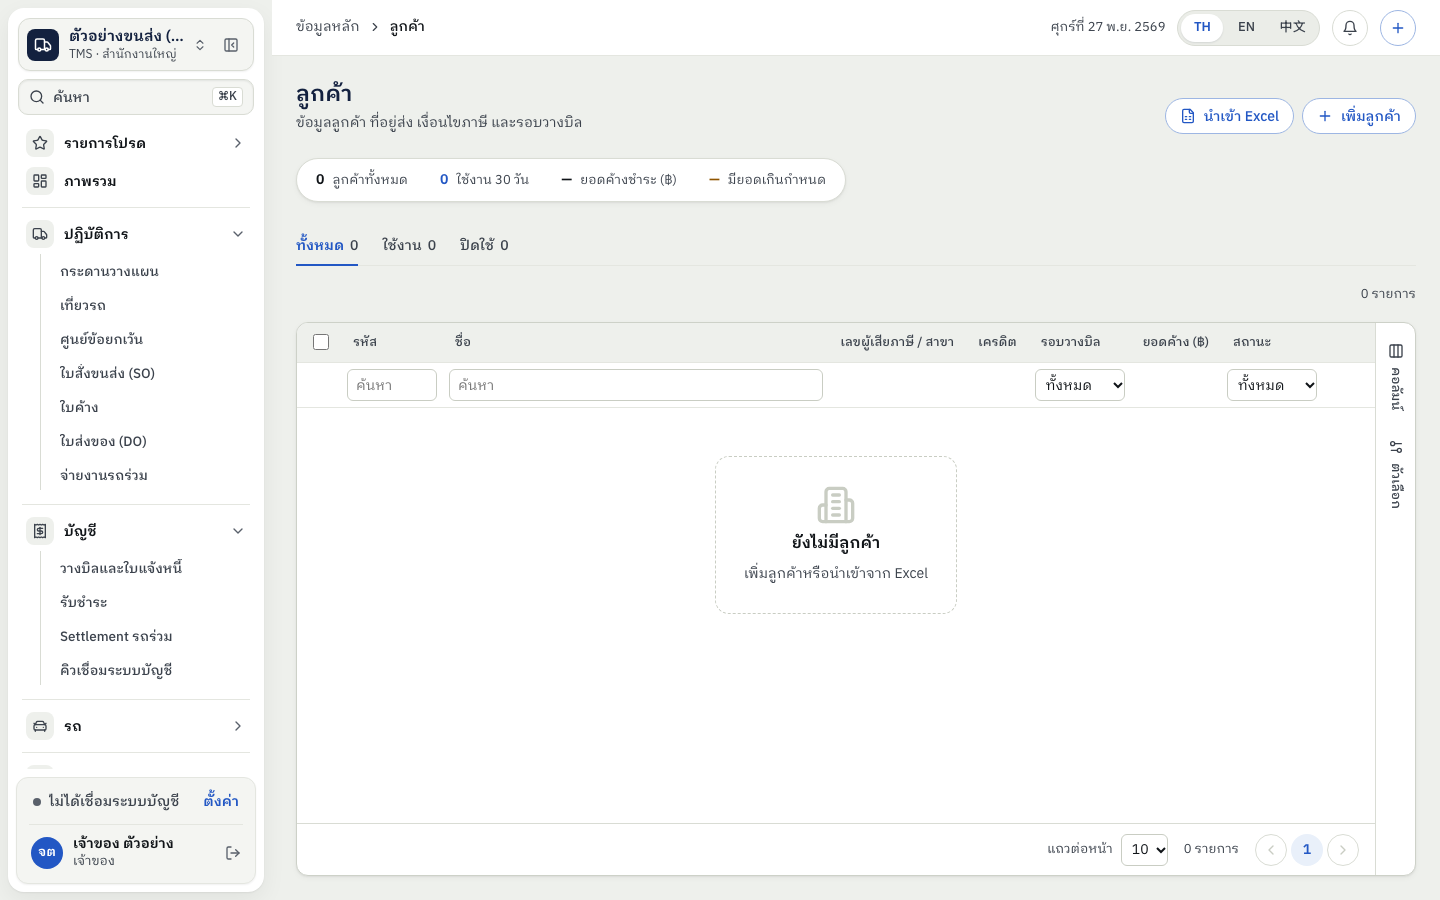 ตัวอย่างขนส่ง (...
TMS · สำนักงานใหญ่
ค้นหา
⌘K
รายการโปรด
ภาพรวม
ปฏิบัติการ
กระดานวางแผน
เที่ยวรถ
ศูนย์ข้อยกเว้น
ใบสั่งขนส่ง (SO)
ใบค้าง
ใบส่งของ (DO)
จ่ายงานรถร่วม
บัญชี
วางบิลและใบแจ้งหนี้
รับชำระ
Settlement รถร่วม
คิวเชื่อมระบบบัญชี
รถ
ไม่ได้เชื่อมระบบบัญชี ตั้งค่า
จต
เจ้าของ ตัวอย่าง
เจ้าของ
ข้อมูลหลัก ลูกค้า
ศุกร์ที่ 27 พ.ย. 2569
TH EN 中文
ลูกค้า
ข้อมูลลูกค้า ที่อยู่ส่ง เงื่อนไขภาษี และรอบวางบิล
นำเข้า Excel
เพิ่มลูกค้า
0 ลูกค้าทั้งหมด 0 ใช้งาน 30 วัน — ยอดค้างชำระ (฿) — มียอดเกินกำหนด
ทั้งหมด 0 ใช้งาน 0 ปิดใช้ 0
0 รายการ
รหัส ชื่อ เลขผู้เสียภาษี / สาขา เครดิต รอบวางบิล ยอดค้าง (฿) สถานะ
ค้นหา ค้นหา ทั้งหมด ทั้งหมด
คอลัมน์
ตัวเลือก
ยังไม่มีลูกค้า
เพิ่มลูกค้าหรือนำเข้าจาก Excel
แถวต่อหน้า 10 0 รายการ 1